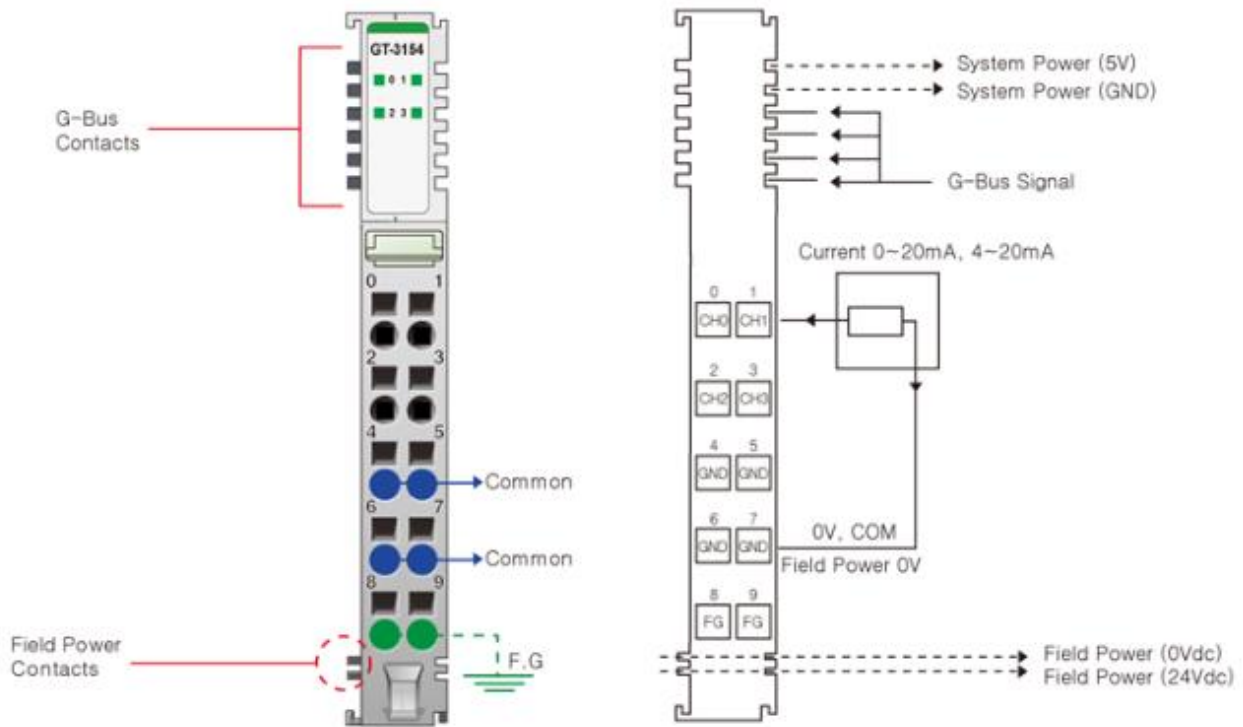 GT-3154
0 1
2 3
G-Bus
Contacts
0 1
2 3
4 5
Common
6 7
Common
8 9
Field Power
Contacts
F.G
System Power (5V)
System Power (GND)
G-Bus Signal
Current 0~20mA, 4~20mA
0 1
CH0 CH1
2 3
CH2 CH3
4 5
GND GND
6 7
GND GND
0V, COM
Field Power 0V
8 9
FG FG
Field Power (0Vdc)
Field Power (24Vdc)